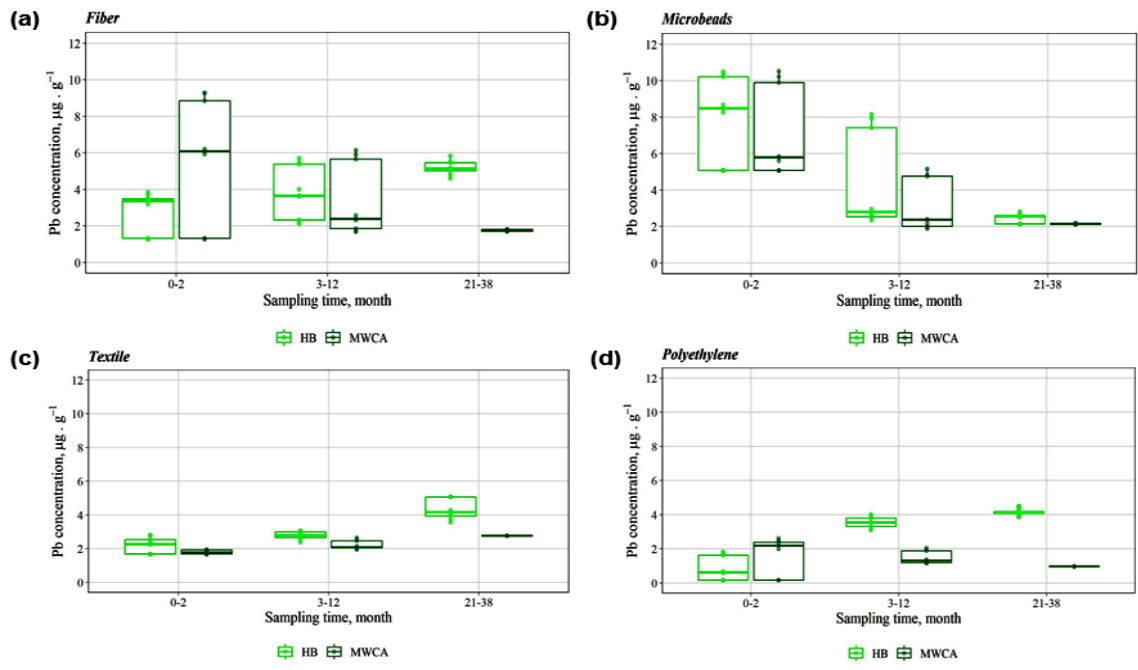 (a) Fiber
Pb concentration, µg . g⁻¹
12
10
8
6
4
2
0
0-2 3-12 21-38
Sampling time, month
HB MWCA
(b) Microbeads
Pb concentration, µg . g⁻¹
12
10
8
6
4
2
0
0-2 3-12 21-38
Sampling time, month
HB MWCA
(c) Textile
Pb concentration, µg . g⁻¹
12
10
8
6
4
2
0
0-2 3-12 21-38
Sampling time, month
HB MWCA
(d) Polyethylene
Pb concentration, µg . g⁻¹
12
10
8
6
4
2
0
0-2 3-12 21-38
Sampling time, month
HB MWCA